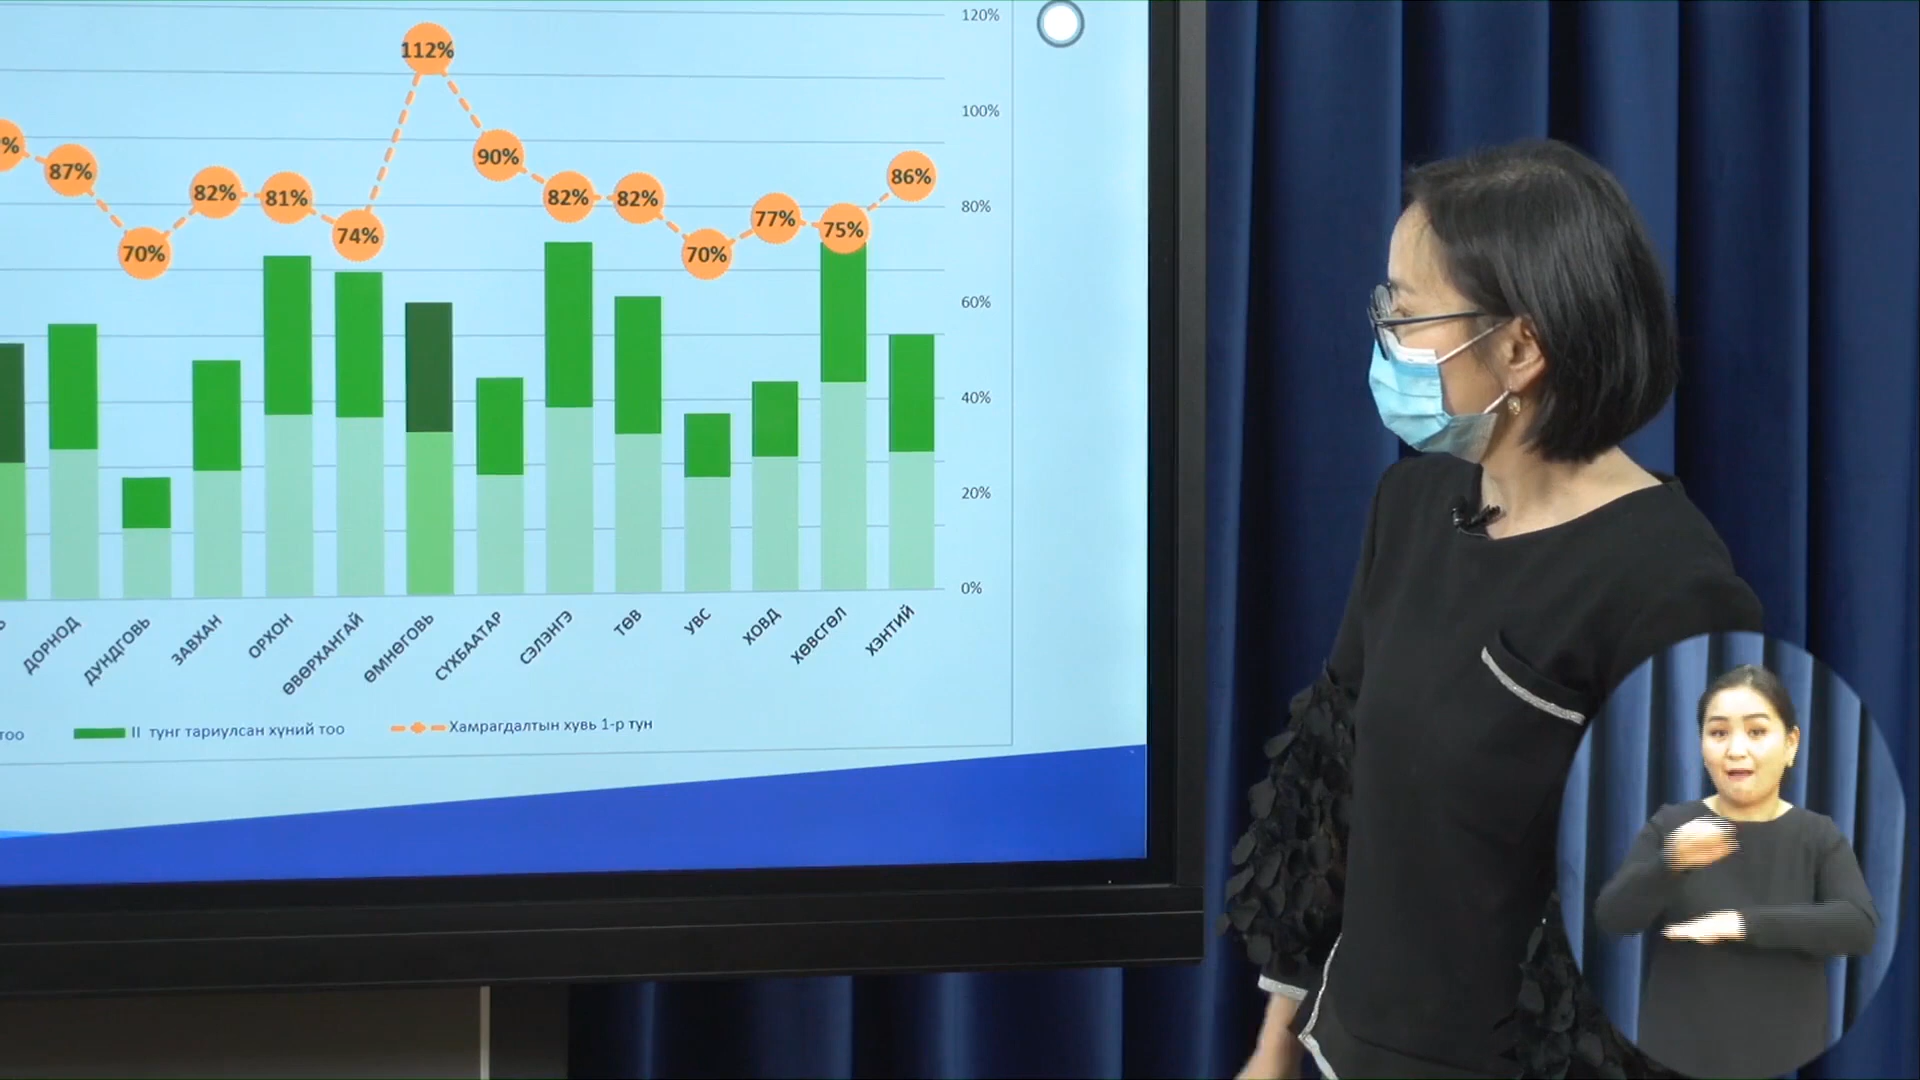 120%
100%
80%
60%
40%
20%
0%
%
87%
70%
82%
81%
74%
112%
90%
82%
82%
70%
77%
75%
86%
ДОРНОД
ДУНДГОВЬ
ЗАВХАН
ОРХОН
ӨВӨРХАНГАЙ
ӨМНӨГОВЬ
СҮХБААТАР
СЭЛЭНГЭ
ТӨВ
УВС
ХОВД
ХӨВСГӨЛ
ХЭНТИЙ
тоо
II тунг тариулсан хүний тоо
Хамрагдалтын хувь 1-р тун